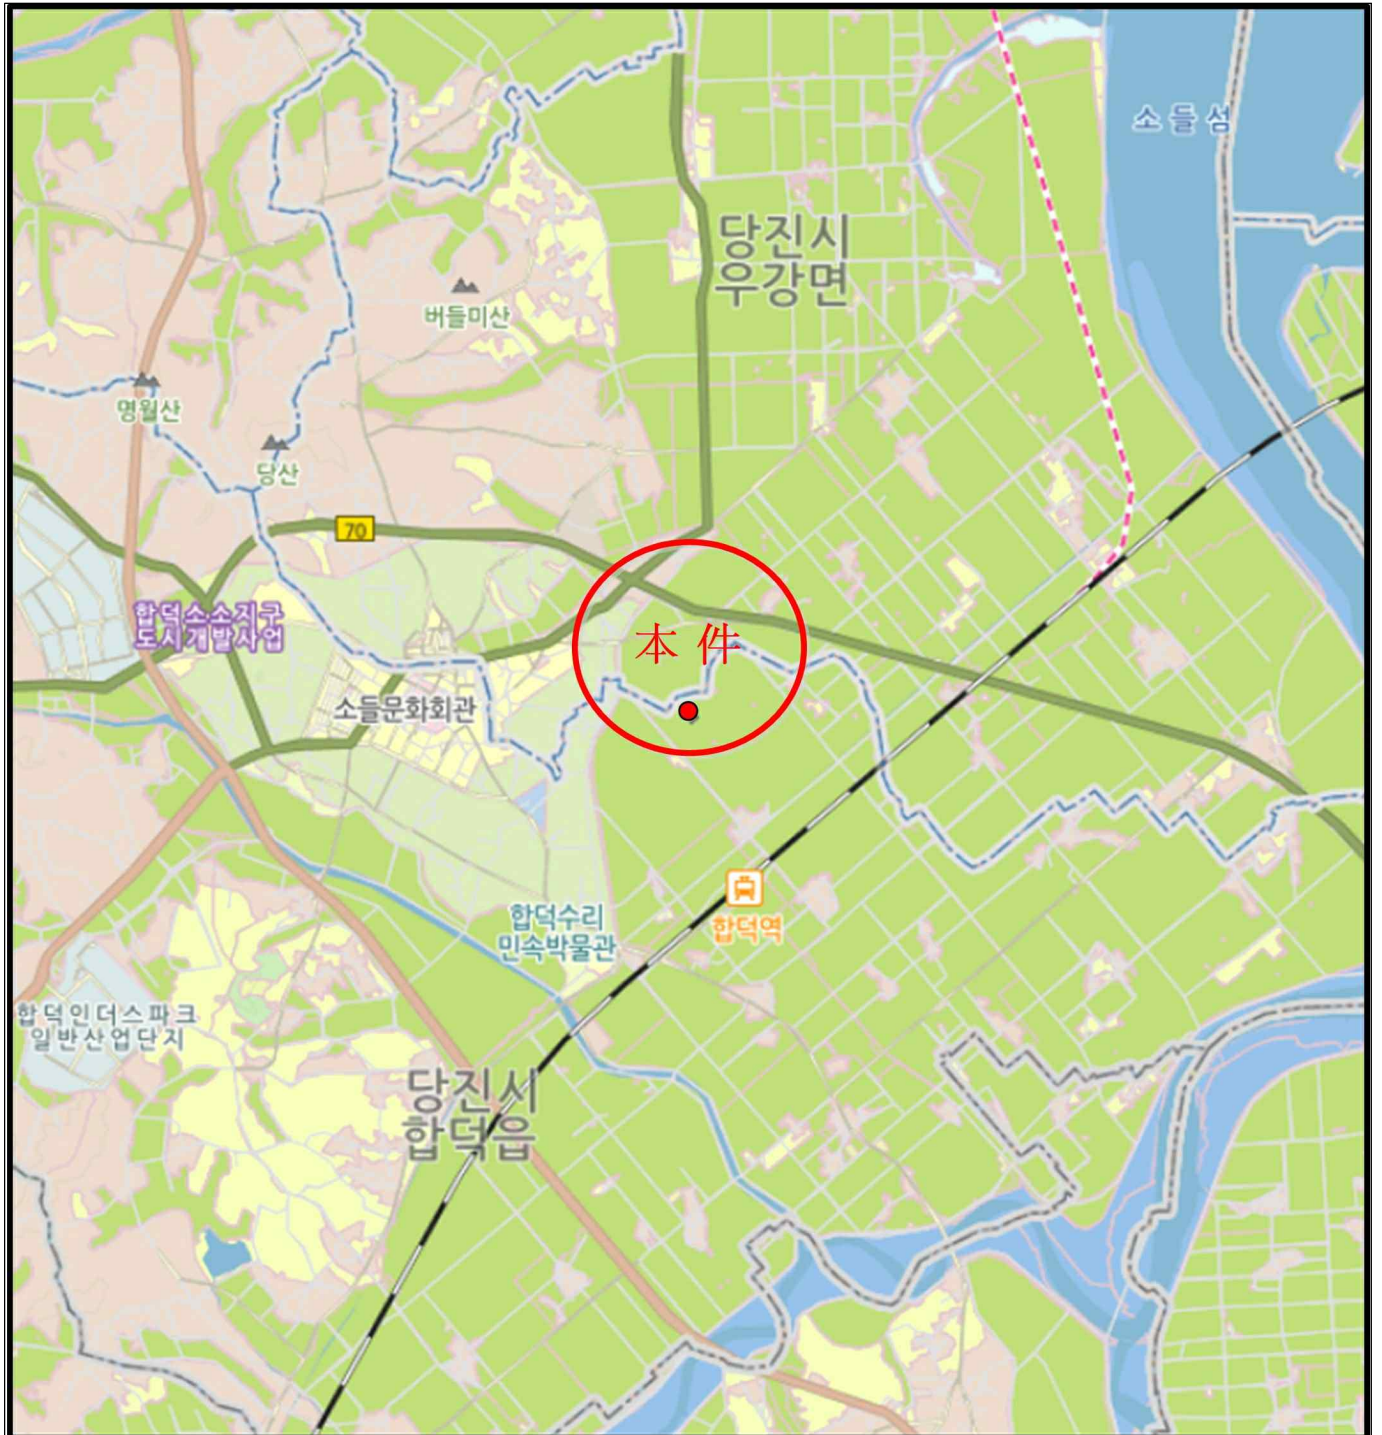 소들섬
당진시
우강면
버들미산
명월산
당산
70
합덕소소지구
도시개발사업
本件
소들문화회관
합덕수리
민속박물관
합덕역
합덕인더스파크
일반산업단지
당진시
합덕읍